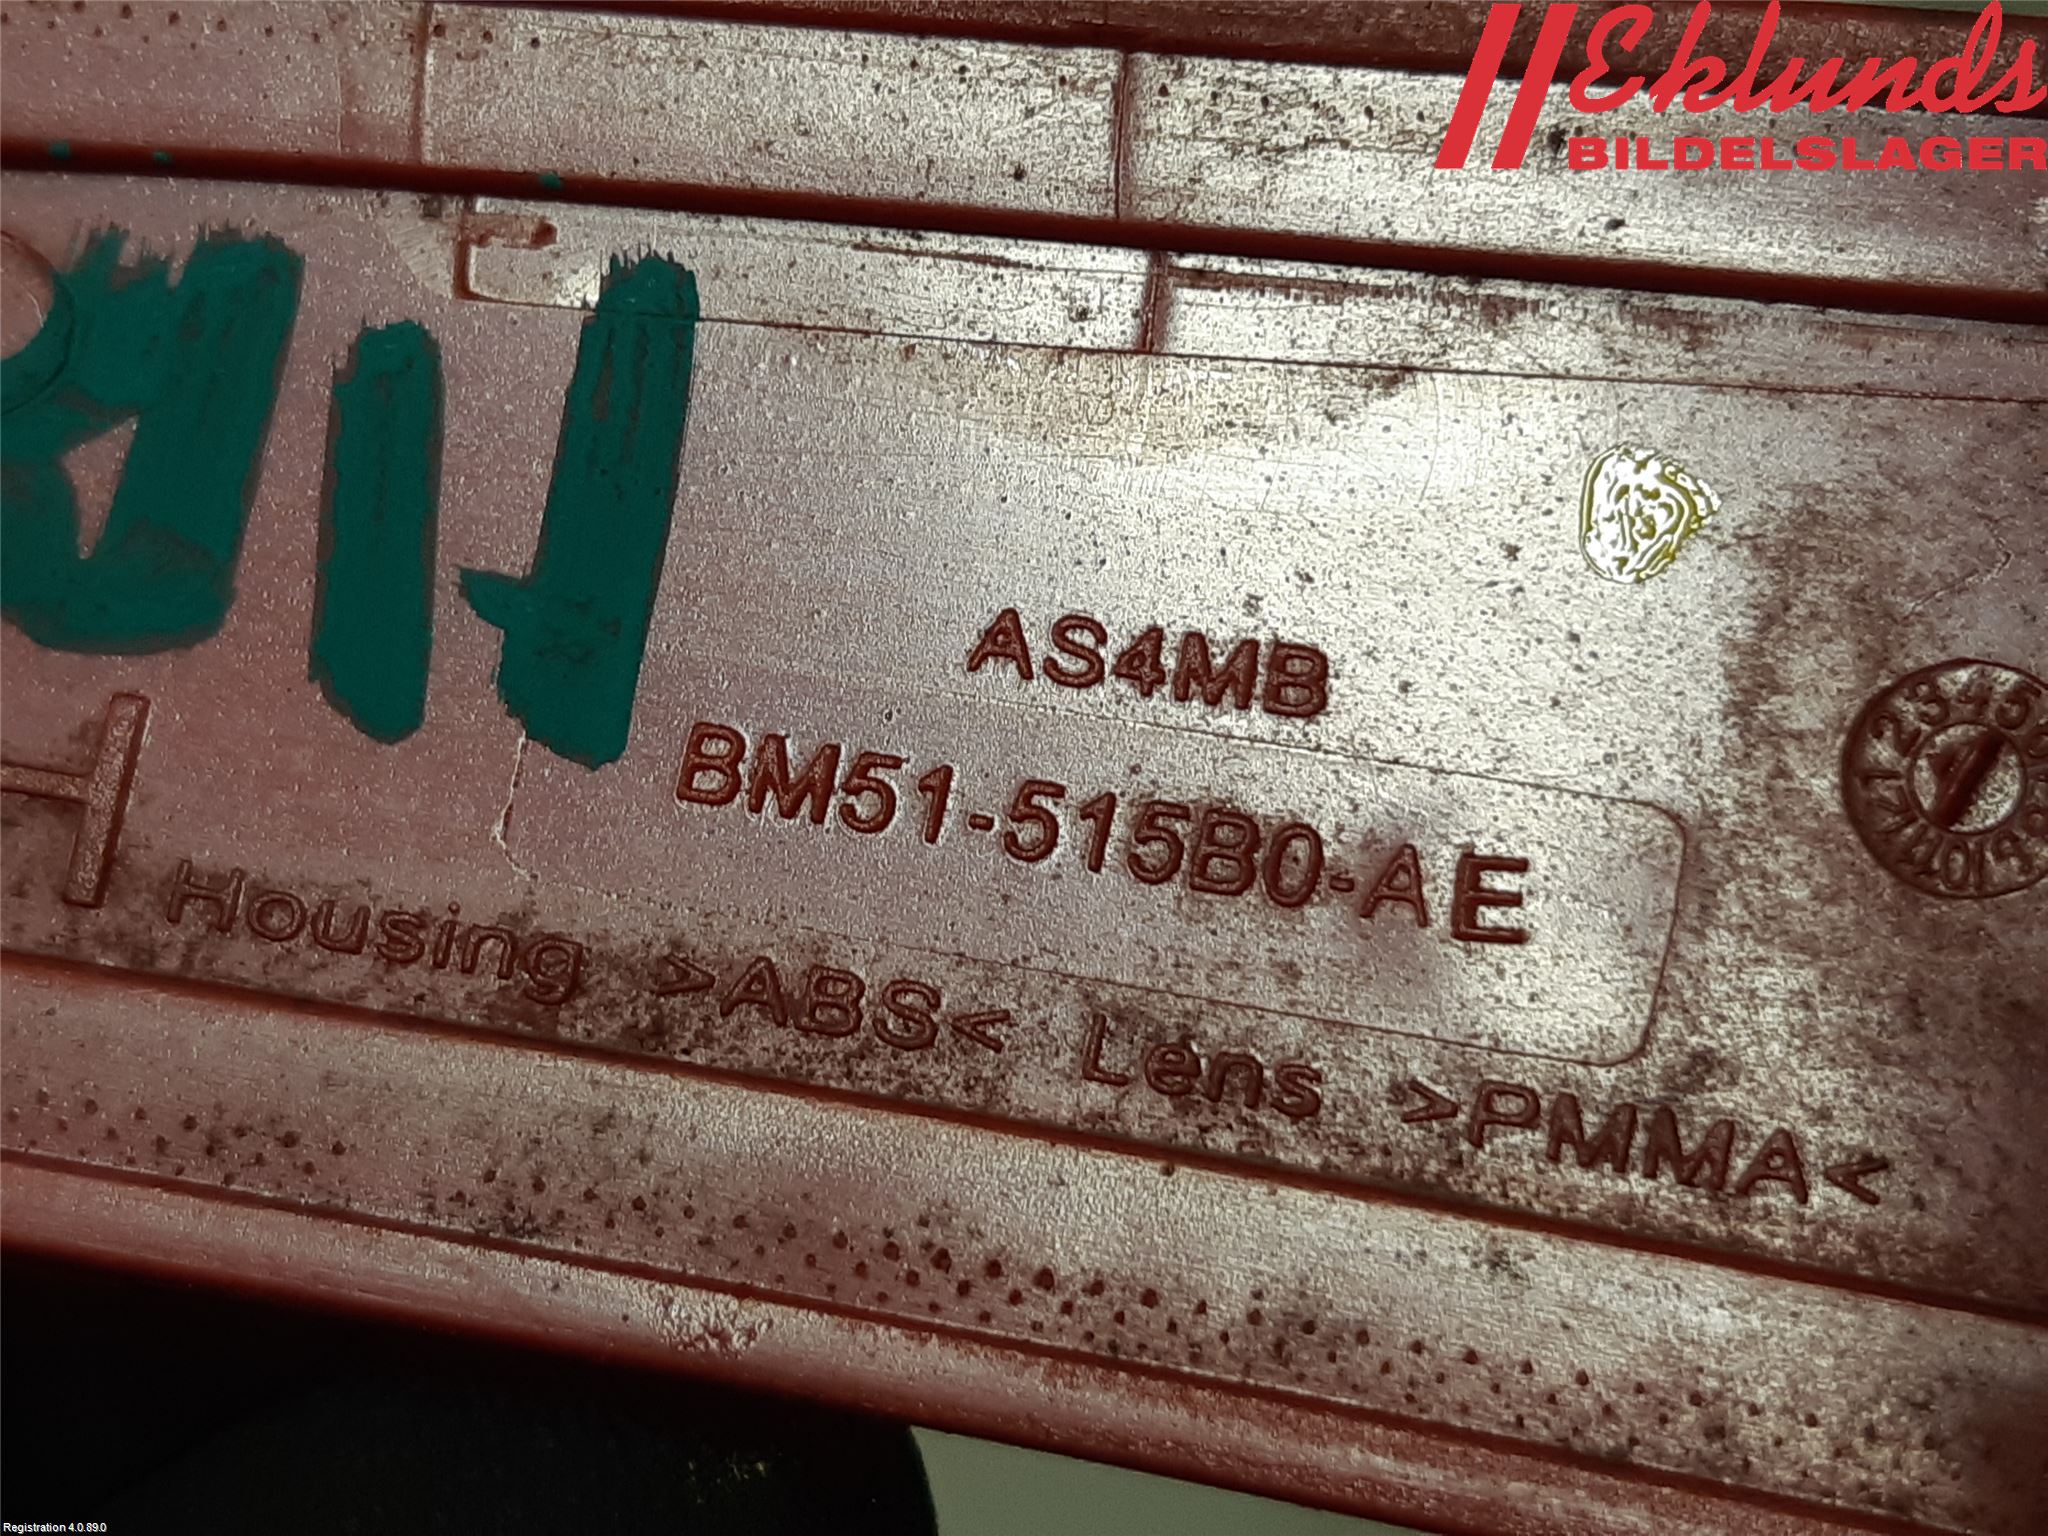 Eklunds
BILDELSLAGER
AS4MB
BM51-515B0-AE
Housing >ABS< Lens >PMMA<
Registration 4.0.89.0